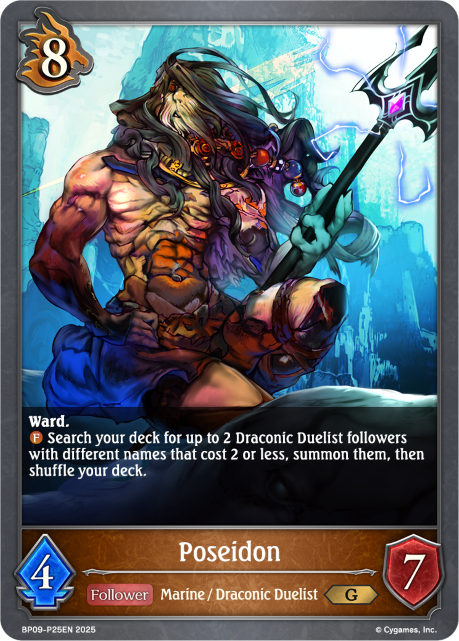 8
Ward.
F Search your deck for up to 2 Draconic Duelist followers
with different names that cost 2 or less, summon them, then
shuffle your deck.
Poseidon
4
Follower Marine / Draconic Duelist G
7
BP09-P25EN 2025 © Cygames, Inc.